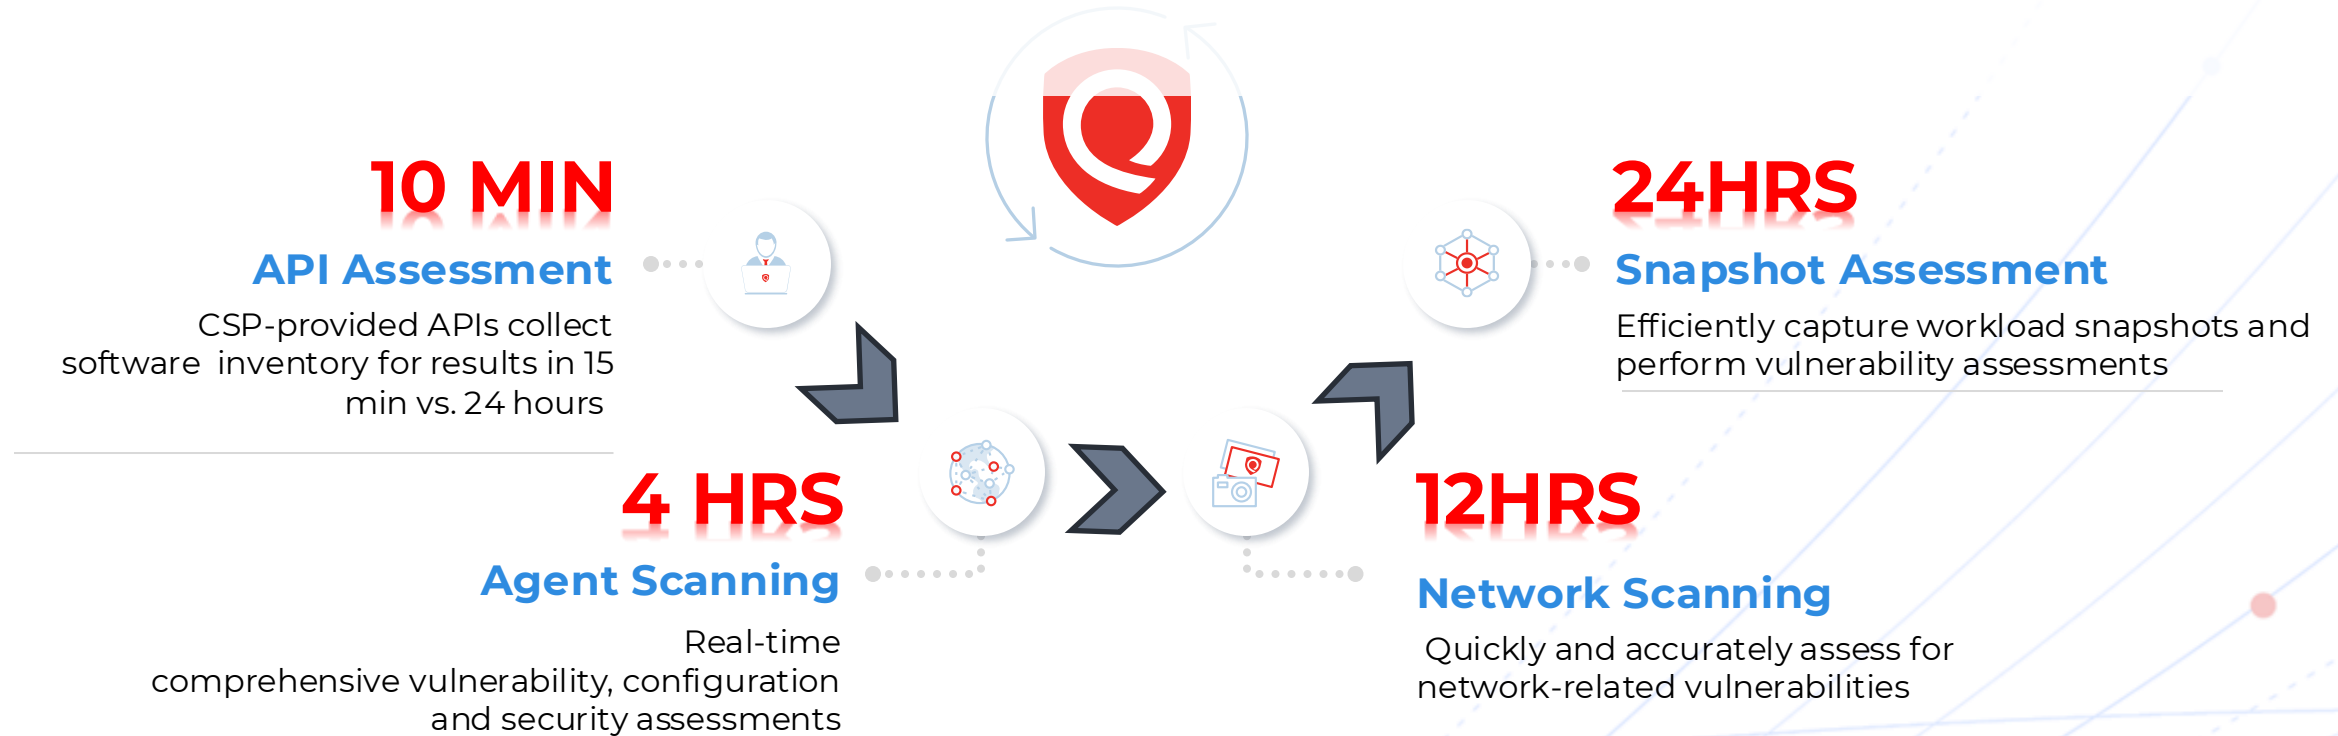 10 MIN
API Assessment
CSP-provided APIs collect
software inventory for results in 15
min vs. 24 hours
4 HRS
Agent Scanning
Real-time
comprehensive vulnerability, configuration
and security assessments
12HRS
Network Scanning
Quickly and accurately assess for
network-related vulnerabilities
24HRS
Snapshot Assessment
Efficiently capture workload snapshots and
perform vulnerability assessments